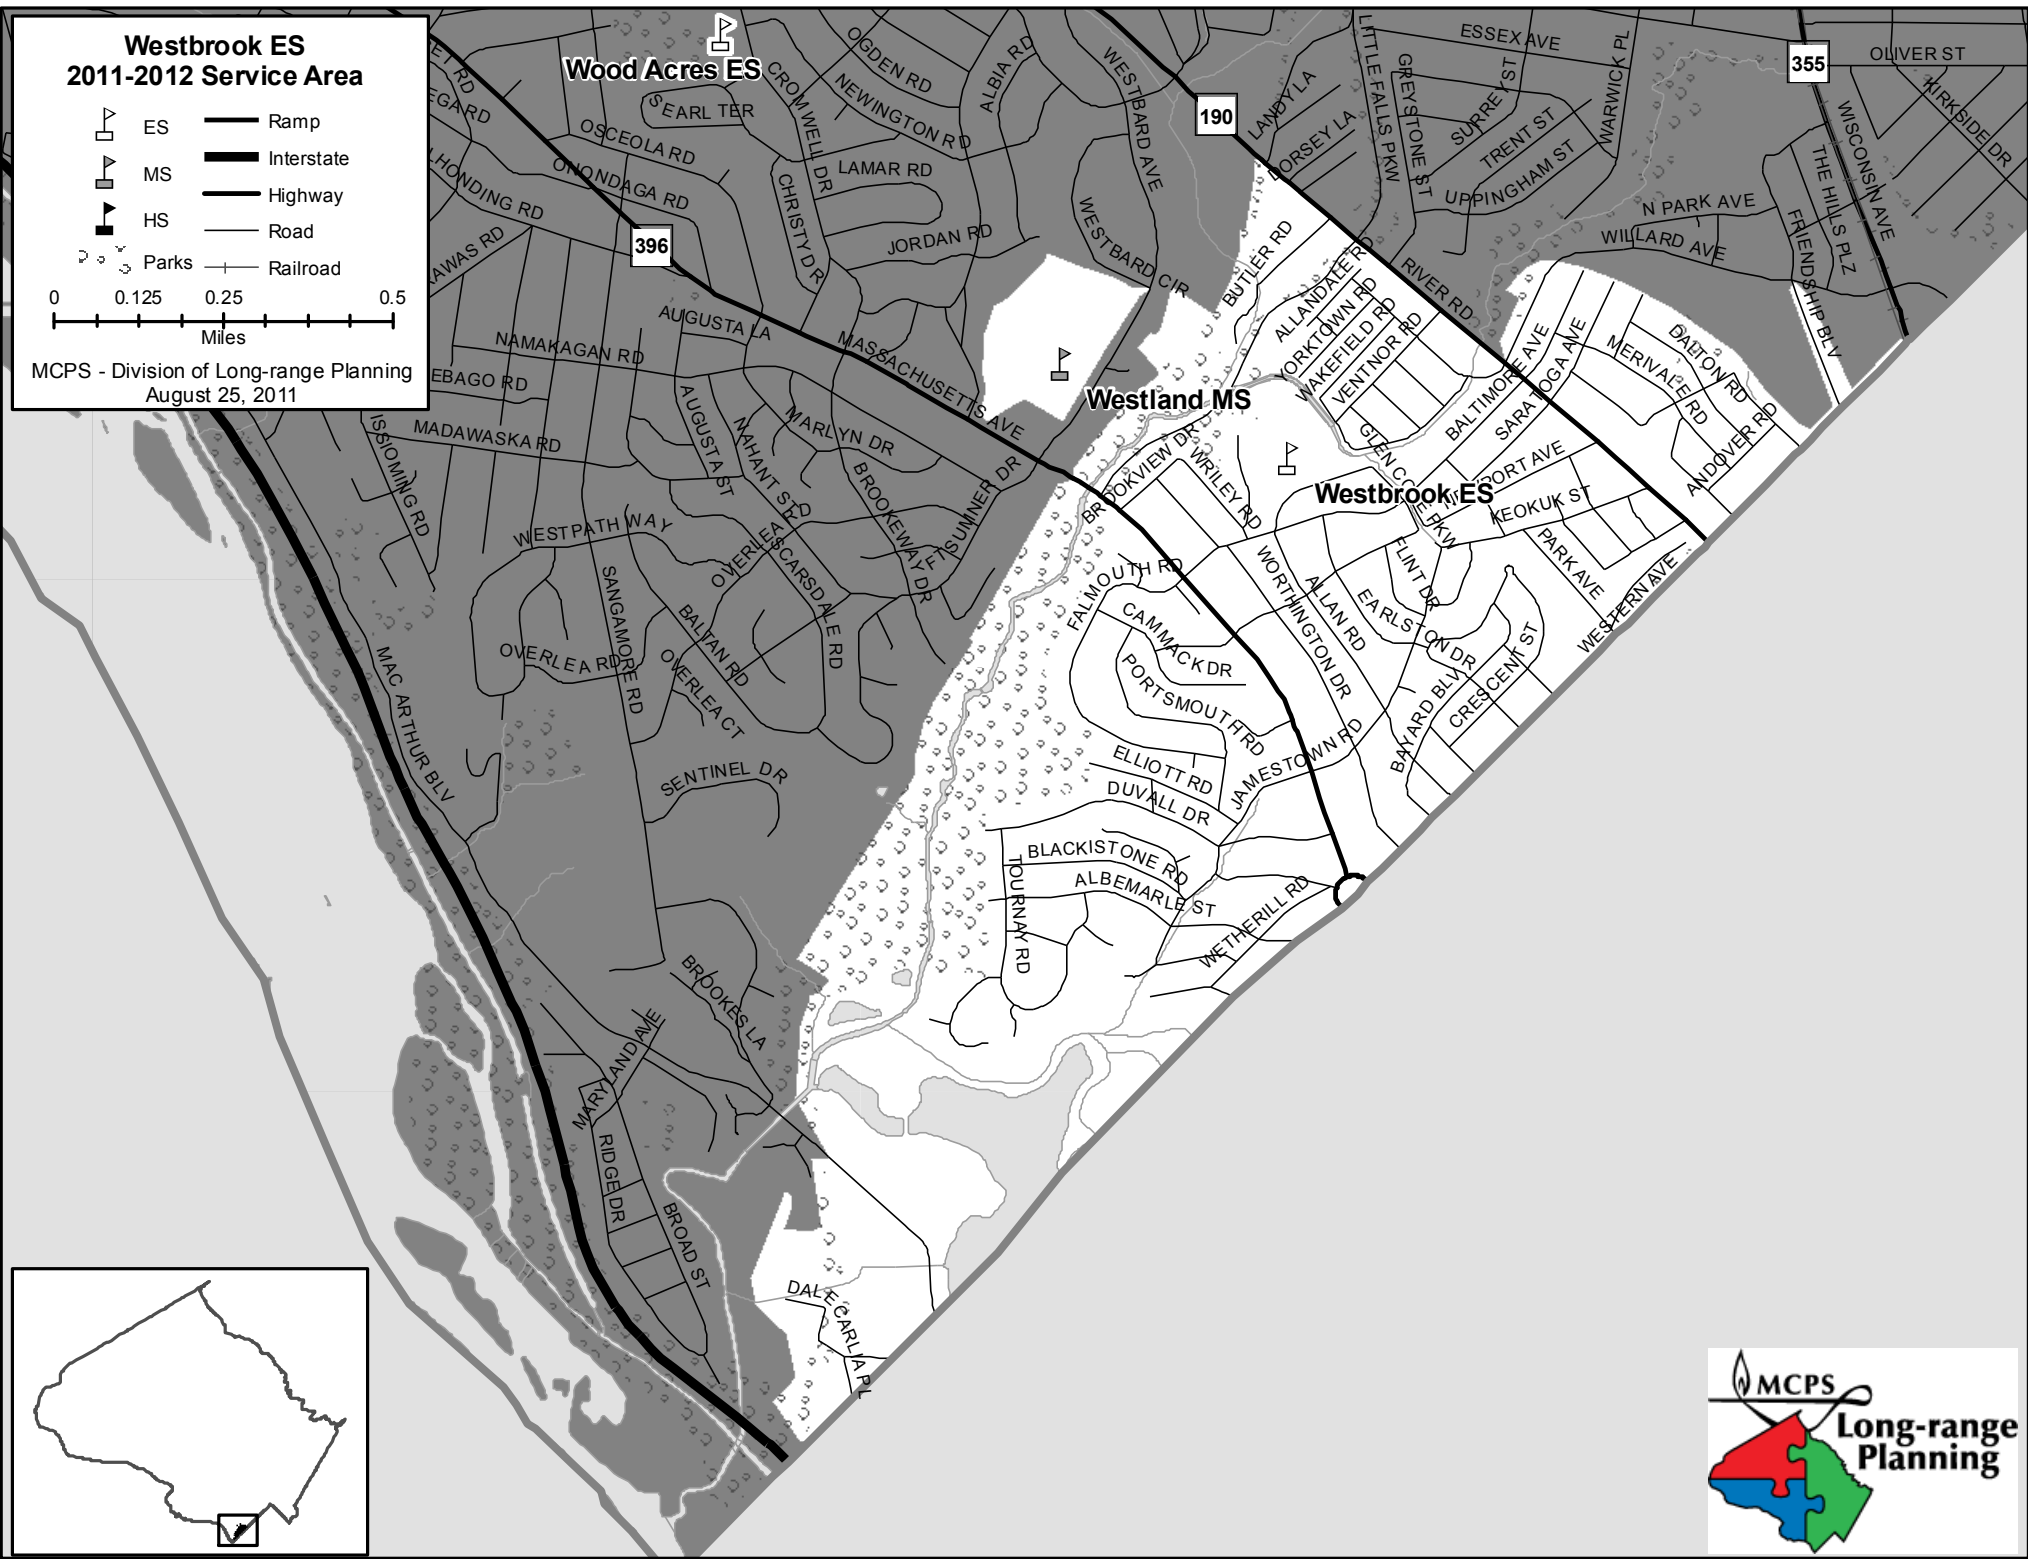 Westbrook ES
2011-2012 Service Area
ES
Ramp
MS
Interstate
HS
Highway
Road
Parks
Railroad
0 0.125 0.25 0.5
Miles
MCPS - Division of Long-range Planning
August 25, 2011
Wood Acres ES
Westland MS
Westbrook ES
396
190
355
EGARD
SEARL TER
OSCEOLA RD
ONONDAGA RD
CROMWELL DR
CHRISTY DR
OGDEN RD
NEWINGTON RD
ALBIA RD
LAMAR RD
JORDAN RD
WESTBARD AVE
WESTBARD CIR
LANDY LA
DORSEY LA
LITTLE FALLS PKW
GREYSTONE ST
ESSEX AVE
SURREY ST
TRENT ST
UPPINGHAM ST
WARWICK PL
OLIVER ST
KIRKSIDE DR
WISCONSIN AVE
THE HILLS PLZ
FRIENDSHIP BLV
N PARK AVE
WILLARD AVE
RIVER RD
BUTLER RD
ALLANDALE RD
YORKTOWN RD
WAKEFIELD RD
VENTNOR RD
BALTIMORE AVE
SARATOGA AVE
MERIVALE RD
DALTON RD
ANDOVER RD
AUGUSTA LA
MASSACHUSETTS AVE
NAMAKAGAN RD
EBAGO RD
MADAWASKA RD
ISSIOMING RD
AUGUSTA ST
NAHANT ST
MARLYN DR
BROOKEWAY DR
FT SUMNER DR
WESTPATH WAY
OVERLEA RD
SCARSDALE RD
SANGAMORE RD
BALTAN RD
OVERLEA RD
OVERLEA CT
SENTINEL DR
MAC ARTHUR BLV
BROOKES LA
MARYLAND AVE
RIDGE DR
BROAD ST
DALECARLIA PL
BROOKVIEW DR
WRILEY RD
GLEN COVE PKW
KEOKUK ST
PARK AVE
WESTERN AVE
FALMOUTH RD
CAMMACK DR
PORTSMOUTH RD
WORTHINGTON DR
ALLAN RD
FLINT DR
EARLSTON DR
BAYARD BLV
CRESCENT ST
ELLIOTT RD
DUVALL DR
JAMESTOWN RD
BLACKISTONE RD
ALBEMARLE ST
TOURNAY RD
WETHERILL RD
MCPS
Long-range
Planning